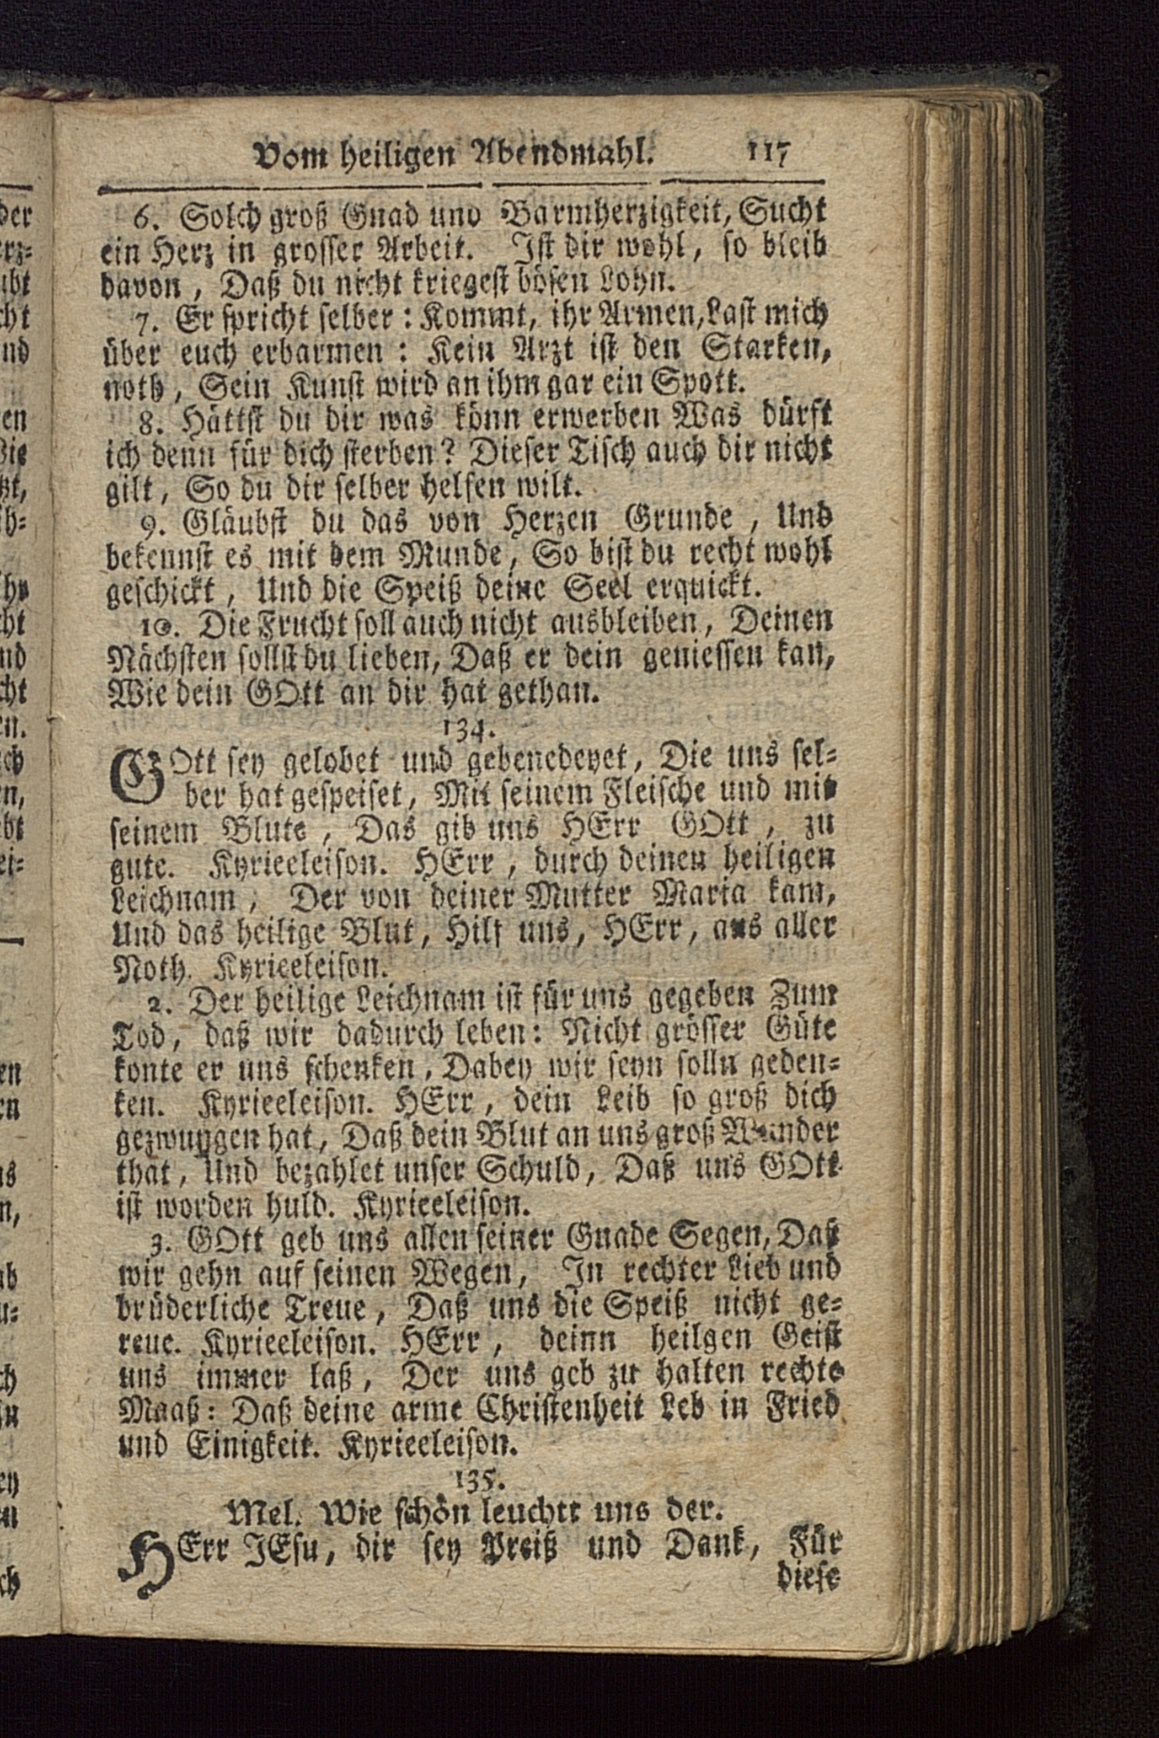 Vom heiligen Abendmahl. 117
6. Solch groß Gnad und Barmherzigkeit, Sucht
ein Herz in grosser Arbeit. Ist dir wohl, so bleib
davon, Daß du nicht kriegest bösen Lohn.
7. Er spricht selber: Kommt, ihr Armen, Last mich
über euch erbarmen: Kein Arzt ist den Starken,
noth, Sein Kunst wird an ihm gar ein Spott.
8. Hättst du dir was könn erwerben Was dürft
ich denn für dich sterben? Dieser Tisch auch dir nicht
gilt, So du dir selber helfen wilt.
9. Gläubst du das von Herzen Grunde, Und
bekennst es mit dem Munde, So bist du recht wohl
geschickt, Und die Speiß deine Seel erquickt.
10. Die Frucht soll auch nicht ausbleiben, Deinen
Nächsten sollst du lieben, Daß er dein geniessen kan,
Wie dein GOtt an dir hat gethan.
134.
GOtt sey gelobet und gebenedeyet, Die uns sel-
ber hat gespeiset, Mit seinem Fleische und mit
seinem Blute, Das gib uns HErr GOtt, zu
gute. Kyrieeleison. HErr, durch deinen heiligen
Leichnam, Der von deiner Mutter Maria kam,
Und das heilige Blut, Hilf uns, HErr, aus aller
Noth. Kyrieeleison.
2. Der heilige Leichnam ist für uns gegeben Zum
Tod, daß wir dadurch leben: Nicht grösser Güte
konte er uns schenken, Dabey wir seyn solln geden-
ken. Kyrieeleison. HErr, dein Leib so groß dich
gezwungen hat, Daß dein Blut an uns groß Wunder
that, Und bezahlet unser Schuld, Daß uns GOtt
ist worden huld. Kyrieeleison.
3. GOtt geb uns allen seiner Gnade Segen, Daß
wir gehn auf seinen Wegen, In rechter Lieb und
brüderliche Treue, Daß uns die Speiß nicht ge-
reue. Kyrieeleison. HErr, deinn heilgen Geist
uns immer laß, Der uns geb zu halten rechte
Maaß: Daß deine arme Christenheit Leb in Fried
und Einigkeit. Kyrieeleison.
135.
Mel. Wie schön leuchtt uns der.
HErr JEsu, dir sey Preiß und Dank, Für
diese